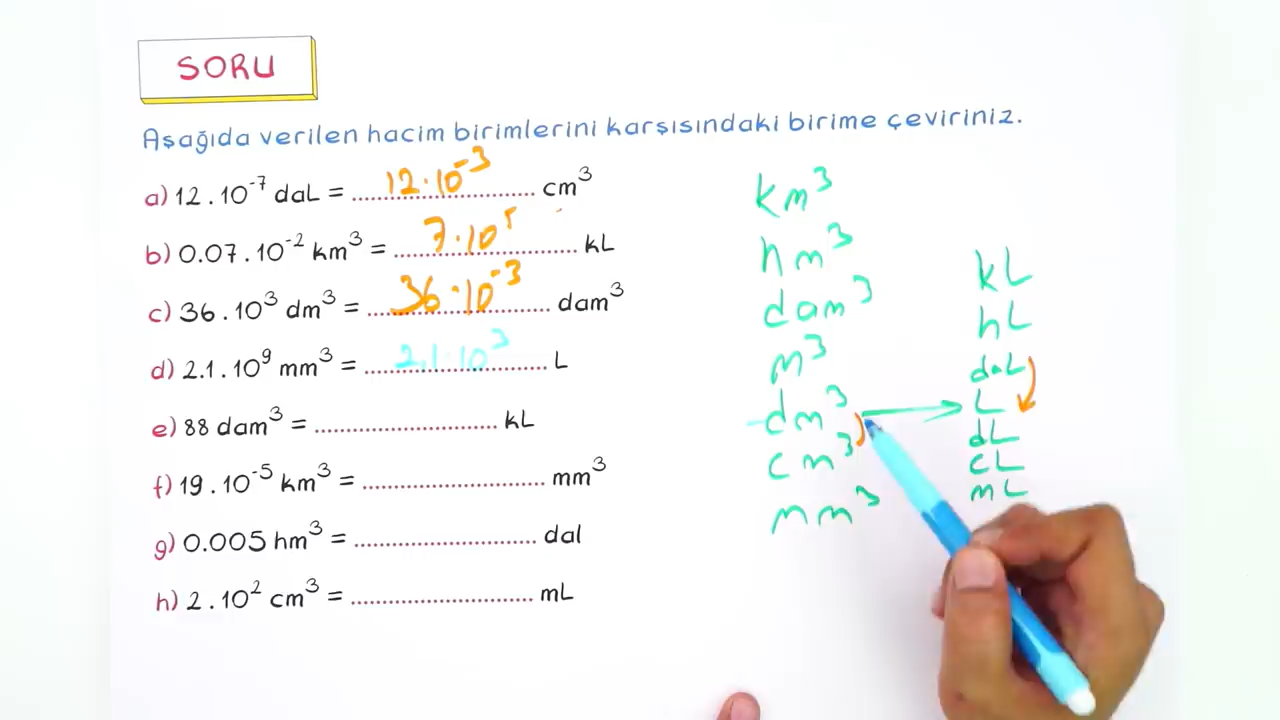 SORU
Aşağıda verilen hacim birimlerini karşısındaki birime çeviriniz.
a) 12 . 10⁻⁷ daL = 12·10⁻³ cm³
b) 0.07 . 10⁻² km³ = 7·10⁵ kL
c) 36 . 10³ dm³ = 36·10⁻³ dam³
d) 2.1 . 10⁹ mm³ = 2,1·10³ L
e) 88 dam³ = kL
f) 19 . 10⁻⁵ km³ = mm³
g) 0.005 hm³ = dal
h) 2 . 10² cm³ = mL
km³
hm³
dam³
m³
dm³
cm³
mm³
kL
hL
daL
L
dL
cL
mL